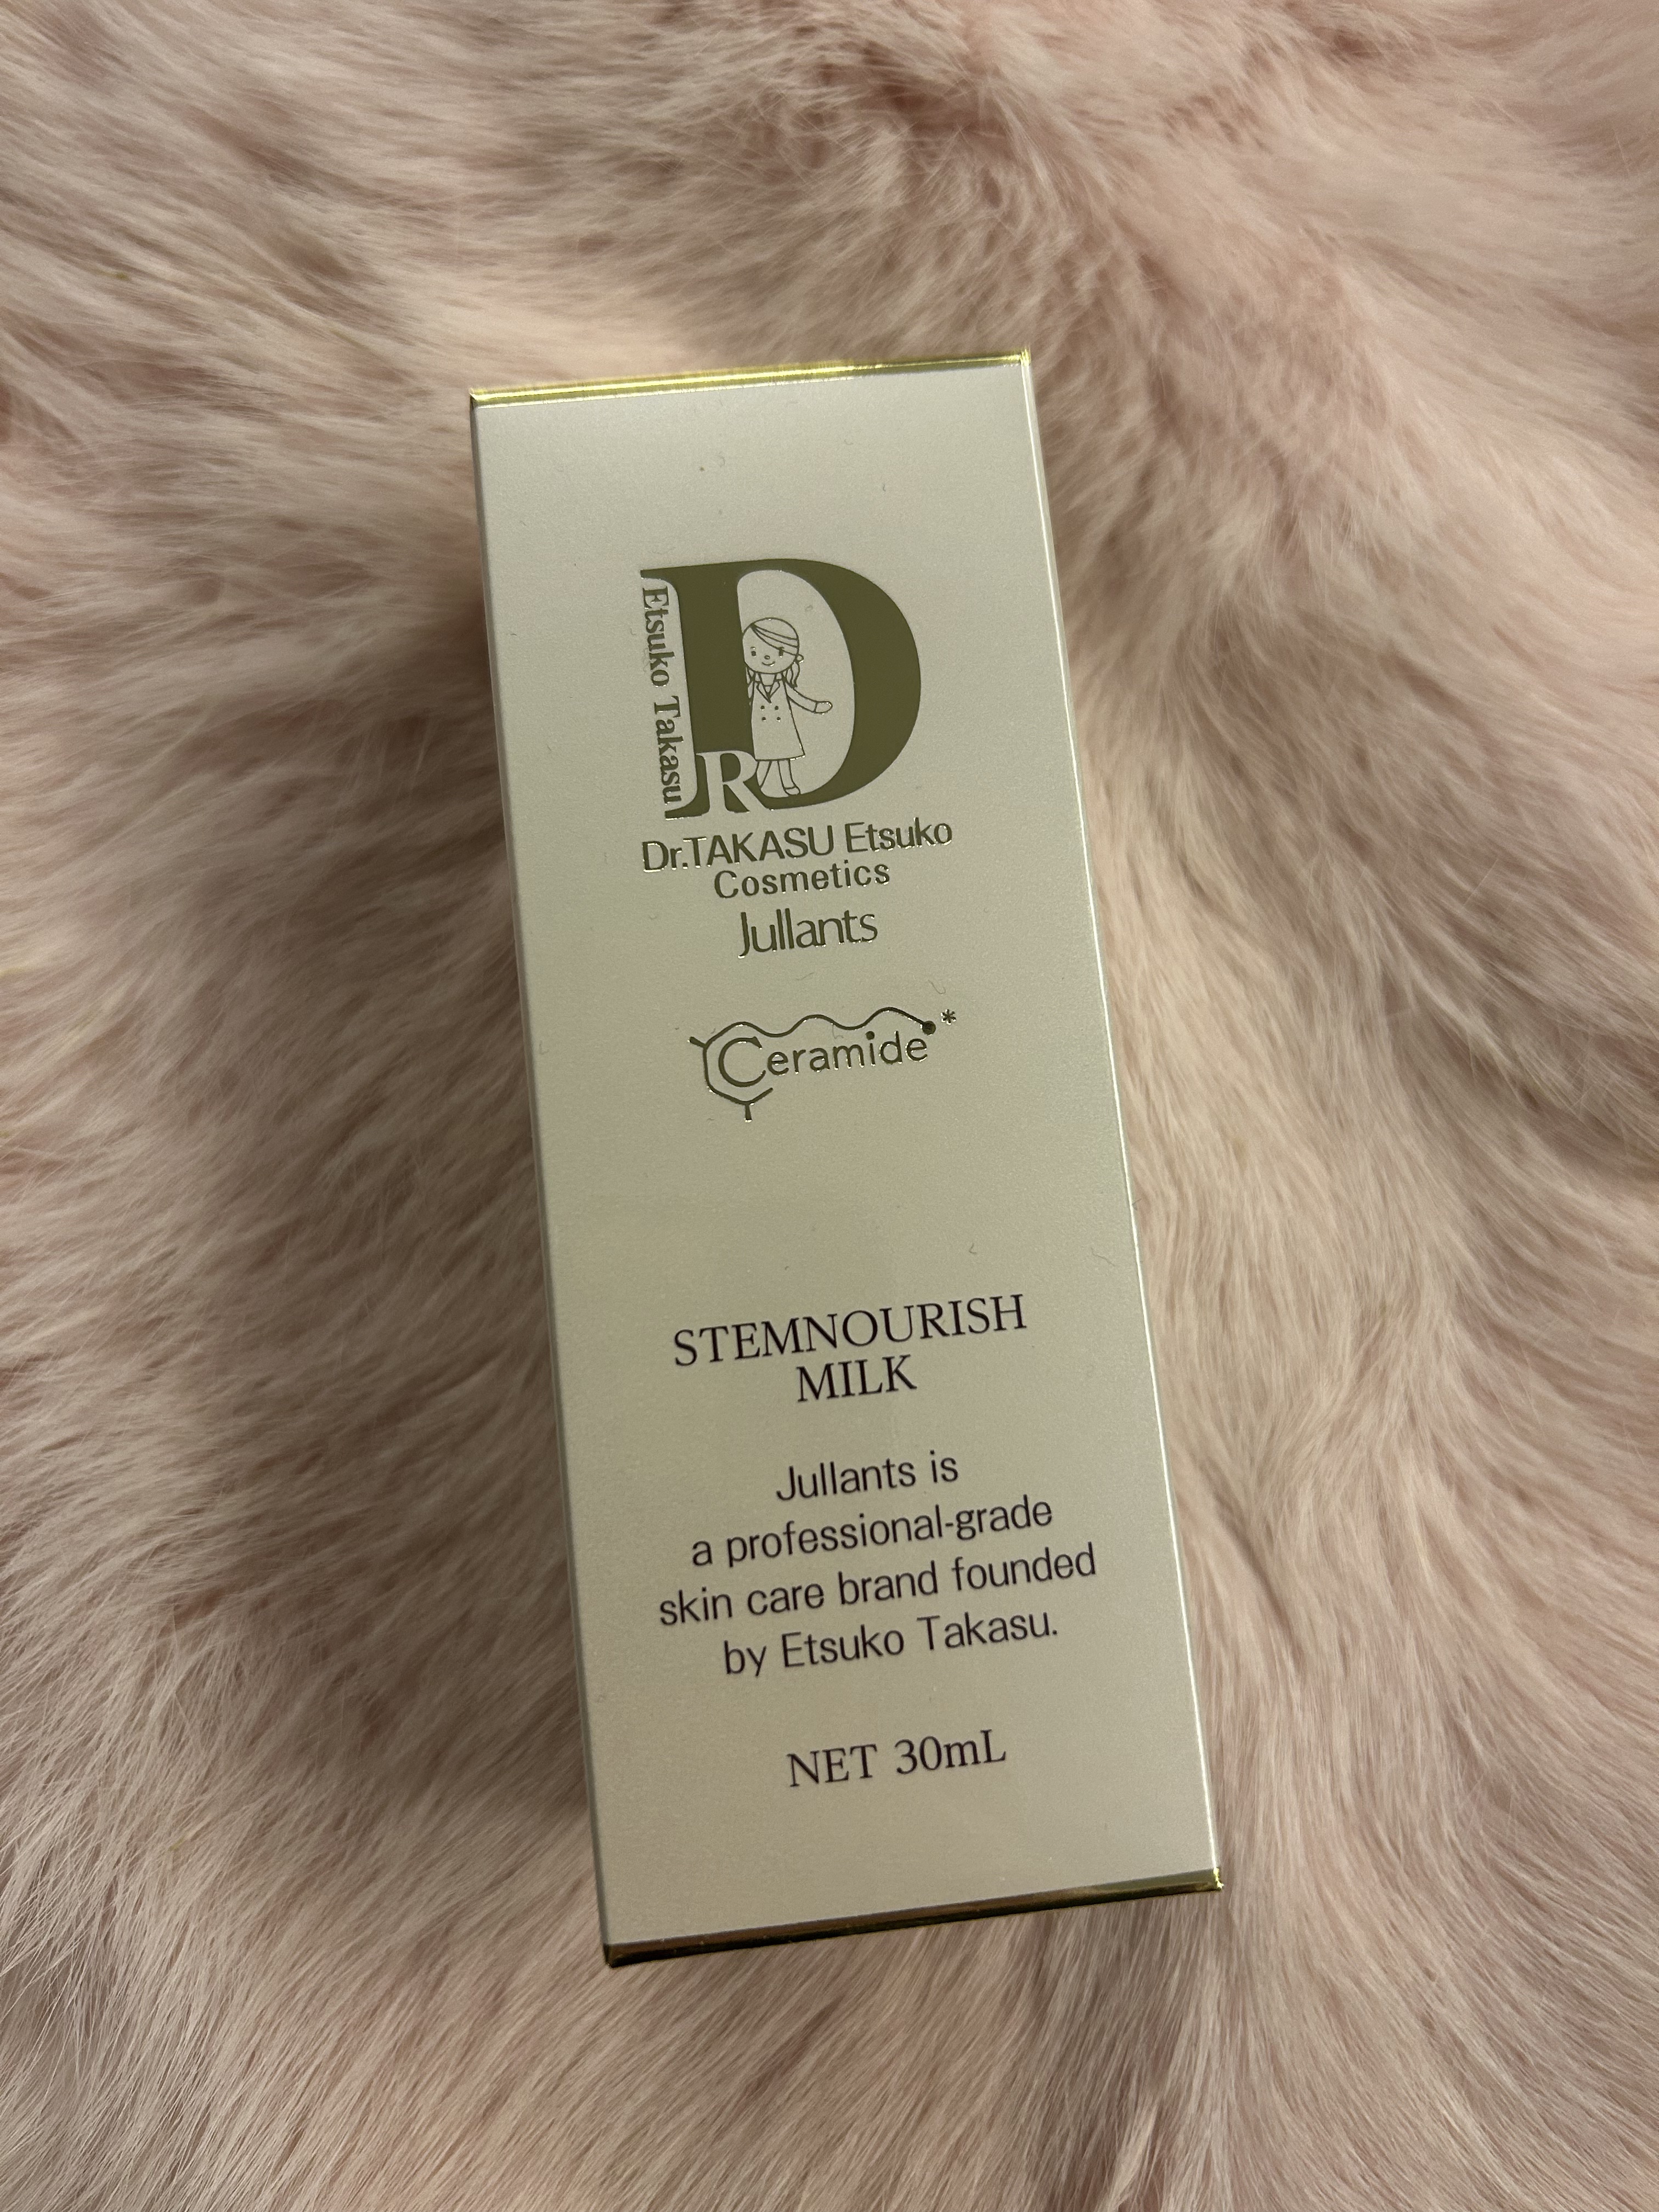 Etsuko Takasu
DR
Dr.TAKASU Etsuko
Cosmetics
Jullants
Ceramide*
STEMNOURISH
MILK
Jullants is
a professional-grade
skin care brand founded
by Etsuko Takasu.
NET 30mL